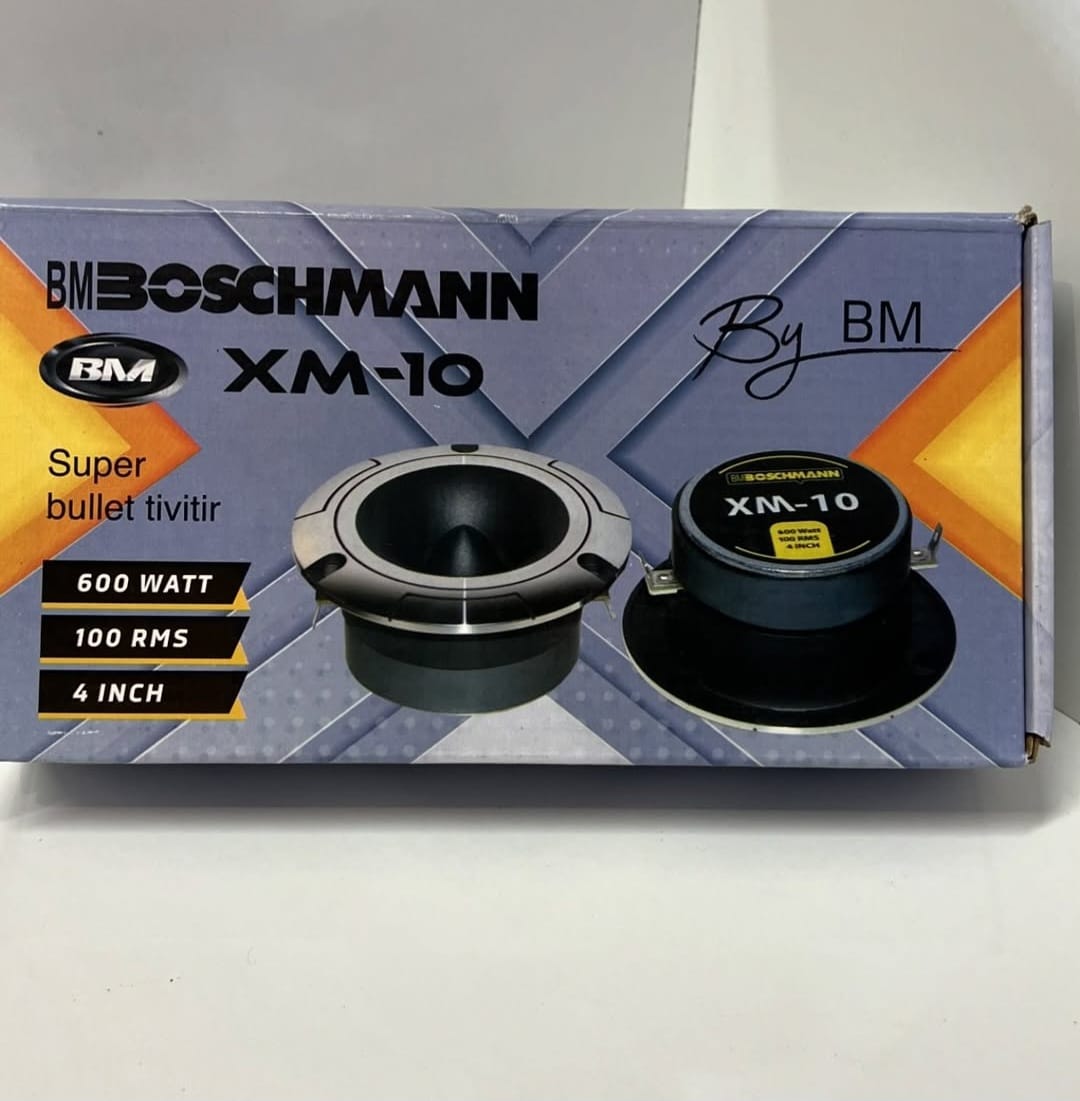 BMBOSCHMANN
BM
XM-10
By BM
Super
bullet tivitir
600 WATT
100 RMS
4 INCH
BMBOSCHMANN
XM-10
600 Watt
100 RMS
4 INCH